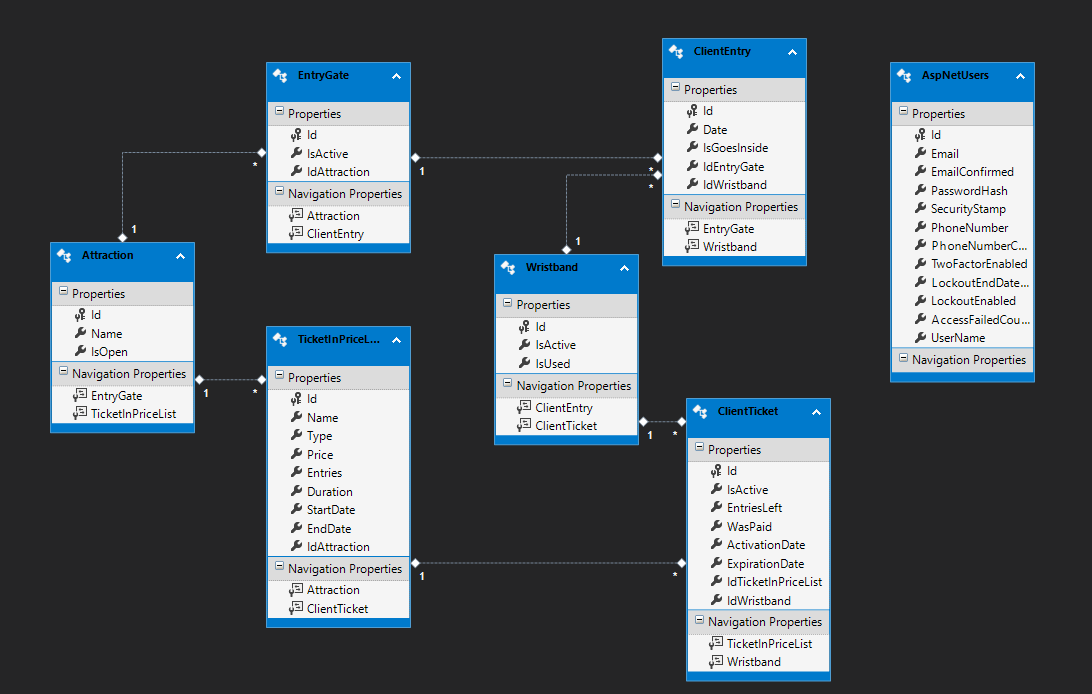 EntryGate
Properties
Id
IsActive
IdAttraction
Navigation Properties
Attraction
ClientEntry
ClientEntry
Properties
Id
Date
IsGoesInside
IdEntryGate
IdWristband
Navigation Properties
EntryGate
Wristband
AspNetUsers
Properties
Id
Email
EmailConfirmed
PasswordHash
SecurityStamp
PhoneNumber
PhoneNumberC...
TwoFactorEnabled
LockoutEndDate...
LockoutEnabled
AccessFailedCou...
UserName
Navigation Properties
*
1
1
*
*
1
Attraction
Properties
Id
Name
IsOpen
Navigation Properties
EntryGate
TicketInPriceList
1
*
TicketInPriceL...
Properties
Id
Name
Type
Price
Entries
Duration
StartDate
EndDate
IdAttraction
Navigation Properties
Attraction
ClientTicket
Wristband
Properties
Id
IsActive
IsUsed
Navigation Properties
ClientEntry
ClientTicket
1
*
ClientTicket
Properties
Id
IsActive
EntriesLeft
WasPaid
ActivationDate
ExpirationDate
IdTicketInPriceList
IdWristband
Navigation Properties
TicketInPriceList
Wristband
1
*